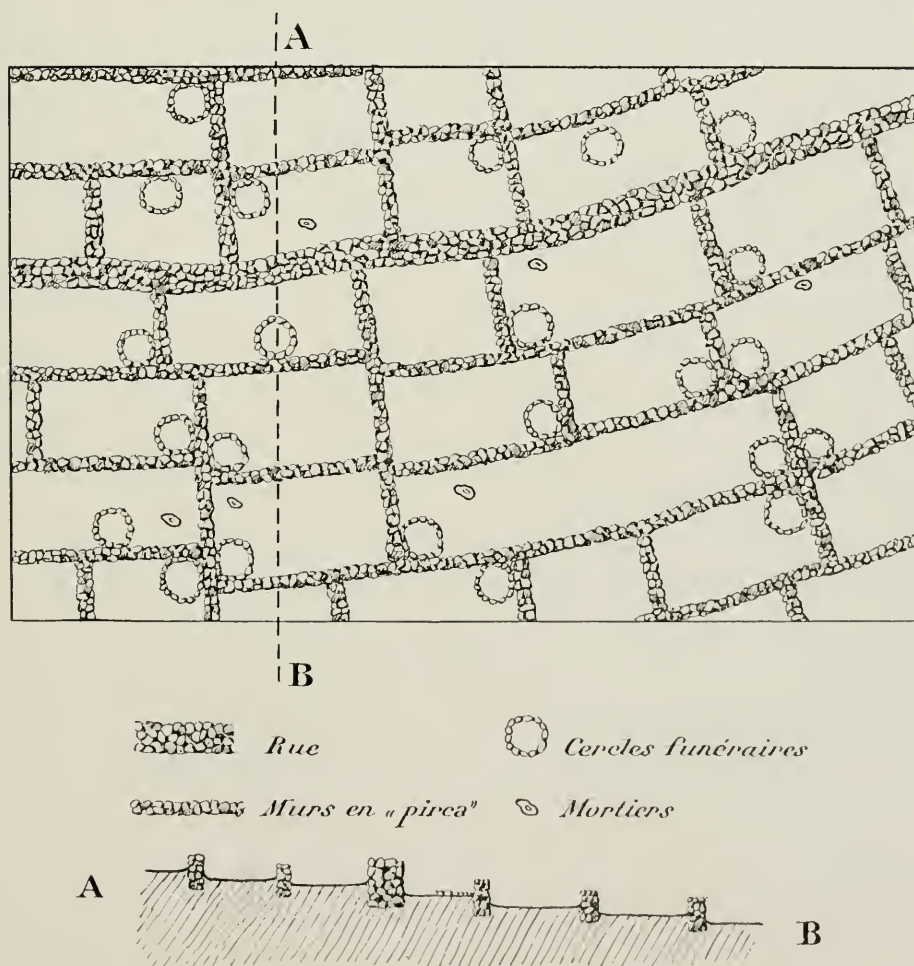 A
B
Rue
Cercles funéraires
Murs en „pirca”
Mortiers
A
B